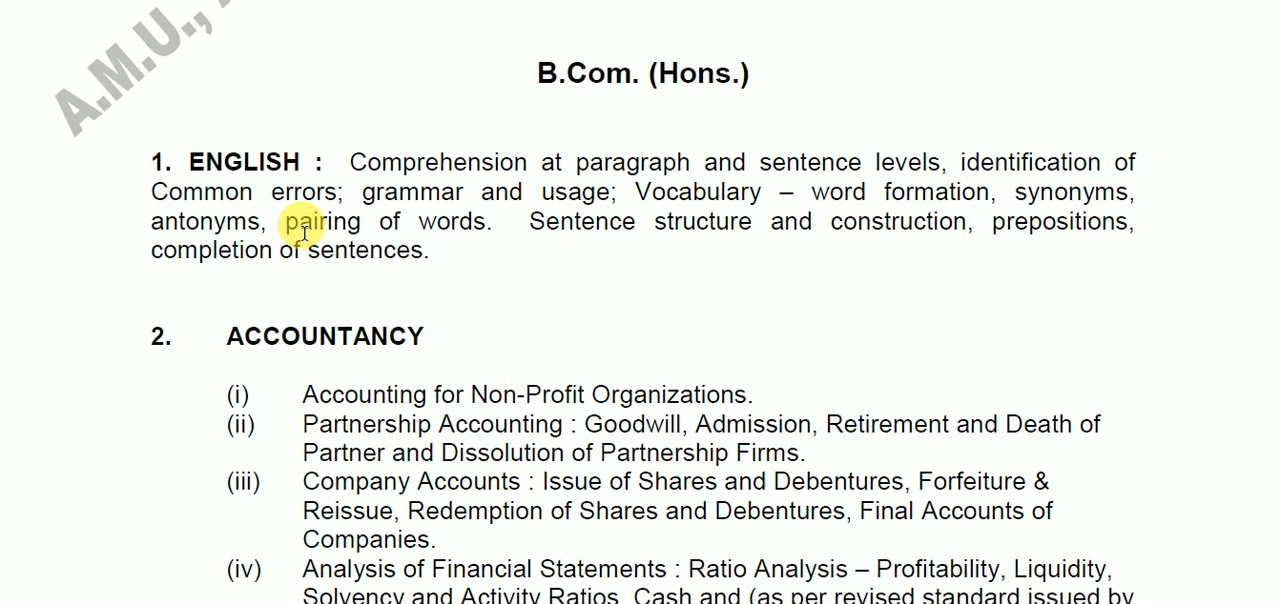 A.M.U.,
B.Com. (Hons.)
1. ENGLISH : Comprehension at paragraph and sentence levels, identification of
Common errors; grammar and usage; Vocabulary – word formation, synonyms,
antonyms, pairing of words. Sentence structure and construction, prepositions,
completion of sentences.
2. ACCOUNTANCY
(i) Accounting for Non-Profit Organizations.
(ii) Partnership Accounting : Goodwill, Admission, Retirement and Death of
Partner and Dissolution of Partnership Firms.
(iii) Company Accounts : Issue of Shares and Debentures, Forfeiture &
Reissue, Redemption of Shares and Debentures, Final Accounts of
Companies.
(iv) Analysis of Financial Statements : Ratio Analysis – Profitability, Liquidity,
Solvency and Activity Ratios. Cash and (as per revised standard issued by